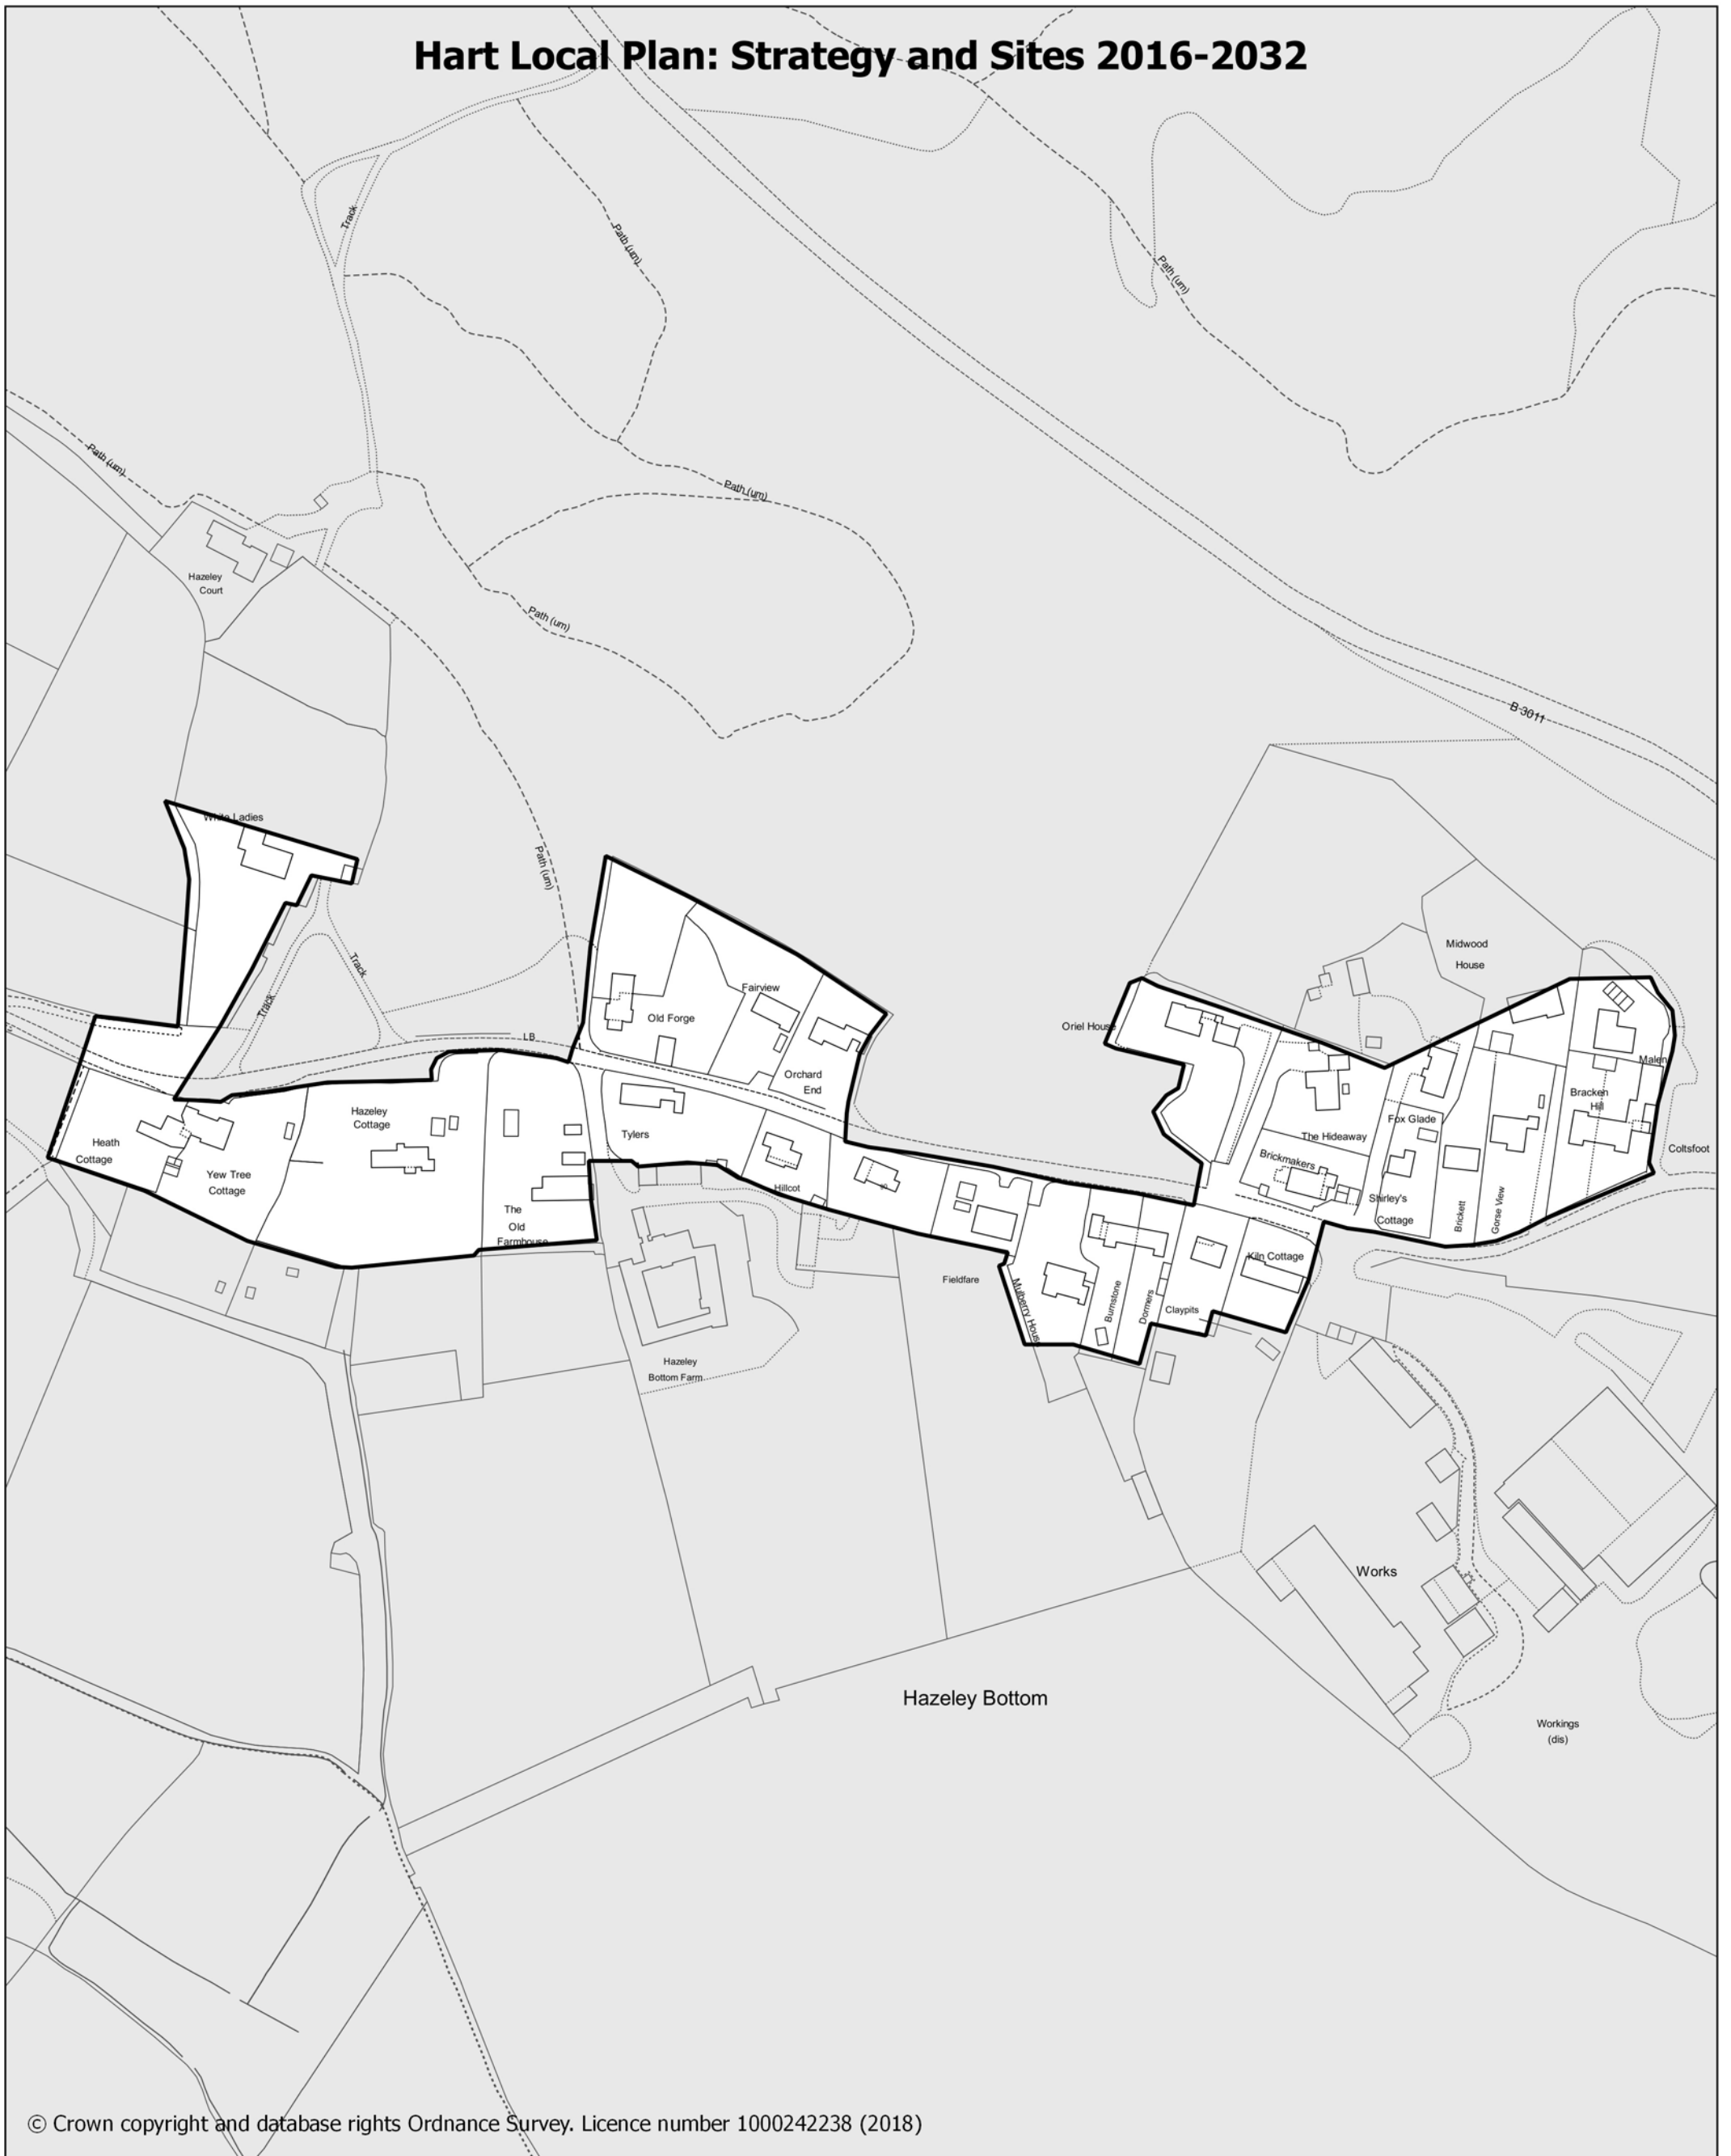 Hart Local Plan: Strategy and Sites 2016-2032
Track
Path (um)
Path (um)
Path (um)
Path (um)
Hazeley
Court
Path (um)
B 3011
White Ladies
Path (um)
Midwood
House
Track
Track
Fairview
Old Forge
Oriel House
LB
Malen
Orchard
End
Bracken
Hill
Hazeley
Cottage
Fox Glade
Tylers
The Hideaway
Heath
Cottage
Coltsfoot
Brickmakers
Yew Tree
Cottage
Hillcot
Shirley's
Cottage
Brickett
Gorse View
The
Old
Farmhouse
Kiln Cottage
Fieldfare
Mulberry House
Burnstone
Dormers
Claypits
Hazeley
Bottom Farm
Works
Hazeley Bottom
Workings
(dis)
© Crown copyright and database rights Ordnance Survey. Licence number 1000242238 (2018)